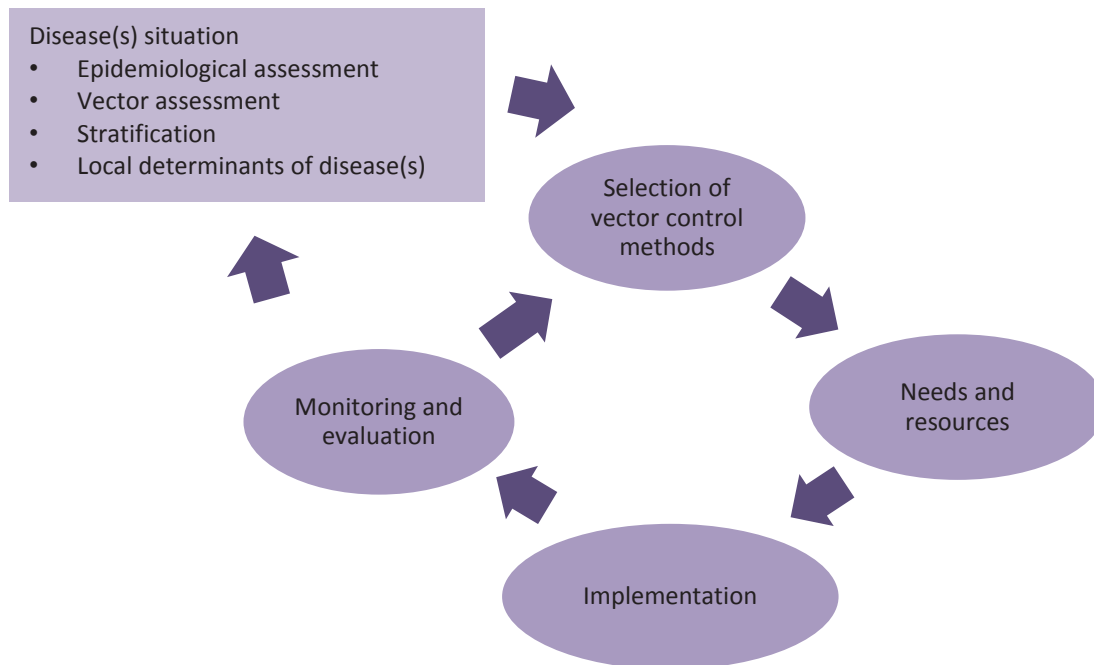 Disease(s) situation
• Epidemiological assessment
• Vector assessment
• Stratification
• Local determinants of disease(s)
Selection of
vector control
methods
Needs and
resources
Monitoring and
evaluation
Implementation